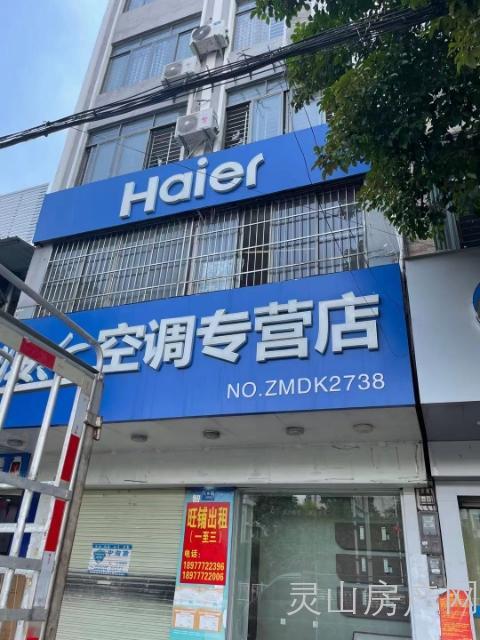 Haier
空调专营店
NO.ZMDK2738
旺铺出租
（一至三）
电话：
18977722396
18977722006
灵山房产网